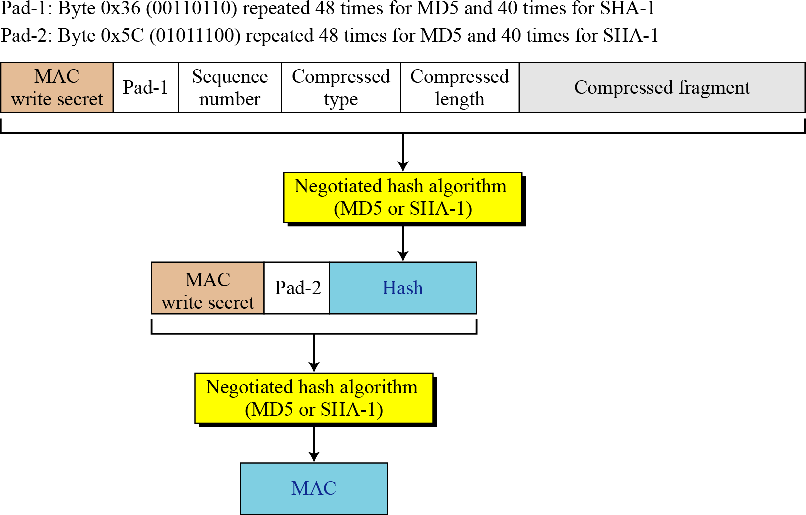 Pad-1: Byte 0x36 (00110110) repeated 48 times for MD5 and 40 times for SHA-1
Pad-2: Byte 0x5C (01011100) repeated 48 times for MD5 and 40 times for SHA-1
MAC
write secret
Pad-1
Sequence
number
Compressed
type
Compressed
length
Compressed fragment
Negotiated hash algorithm
(MD5 or SHA-1)
MAC
write secret
Pad-2
Hash
Negotiated hash algorithm
(MD5 or SHA-1)
MAC